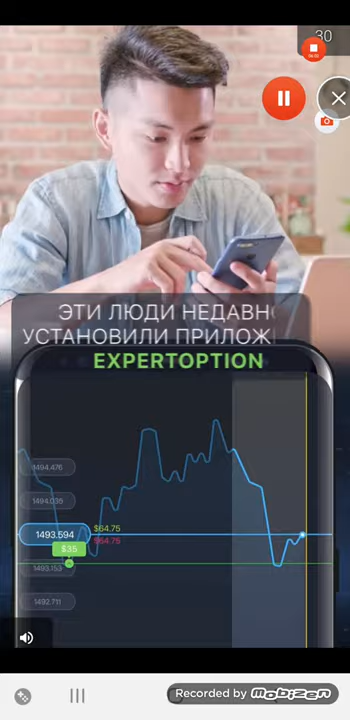 30
ЭТИ ЛЮДИ НЕДАВН
УСТАНОВИЛИ ПРИЛОЖ
EXPERTOPTION
1494.476
1494.035
1493.594
$64.75
$64.75
$35
1493.153
1492.711
Recorded by MOBIZEN